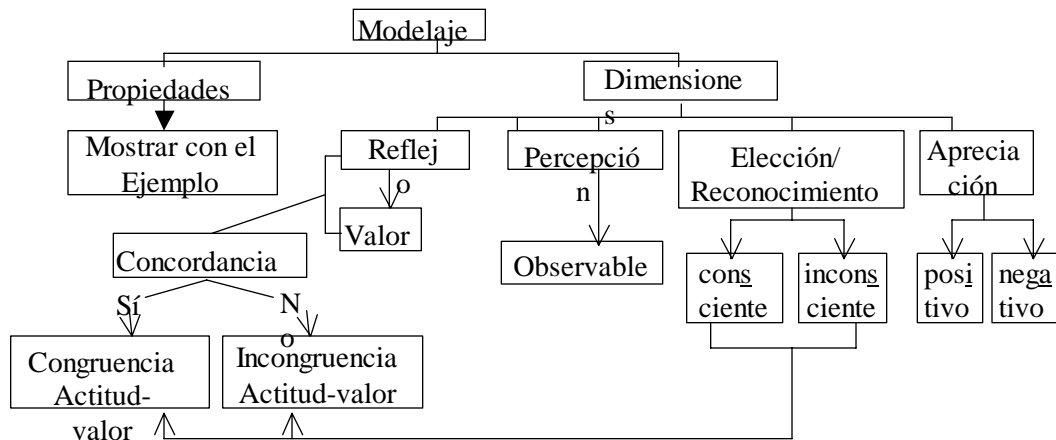 Modelaje
Propiedades
Dimensione
s
Mostrar con el
Ejemplo
Reflej
o
Percepció
n
Elección/
Reconocimiento
Aprecia
ción
Valor
Concordancia
Observable
cons
ciente
incons
ciente
posi
tivo
nega
tivo
Sí
N
o
Congruencia
Actitud-
valor
Incongruencia
Actitud-valor